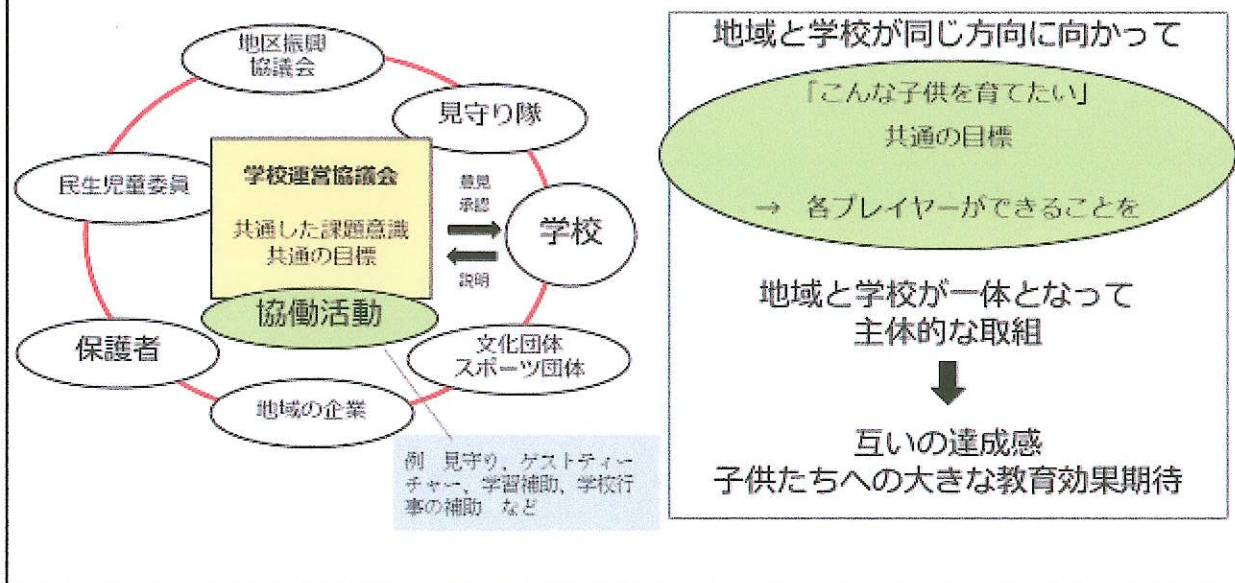 地区振興
協議会
見守り隊
民生児童委員
学校運営協議会
共通した課題意識
共通の目標
意見
承認
説明
学校
協働活動
保護者
文化団体
スポーツ団体
地域の企業
例　見守り、ゲストティー
チャー、学習補助、学校行
事の補助　など
地域と学校が同じ方向に向かって
「こんな子供を育てたい」
共通の目標
→　各プレイヤーができることを
地域と学校が一体となって
主体的な取組
互いの達成感
子供たちへの大きな教育効果期待